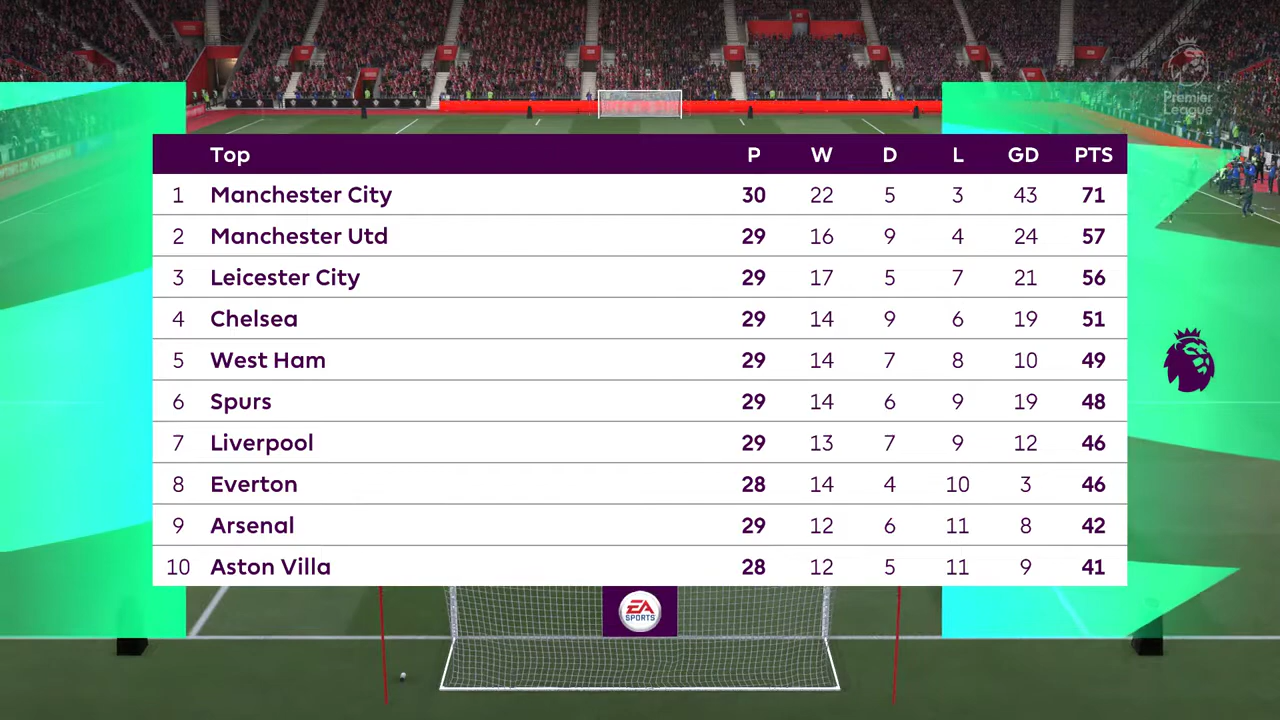 Premier
League
Top P W D L GD PTS
1 Manchester City 30 22 5 3 43 71
2 Manchester Utd 29 16 9 4 24 57
3 Leicester City 29 17 5 7 21 56
4 Chelsea 29 14 9 6 19 51
5 West Ham 29 14 7 8 10 49
6 Spurs 29 14 6 9 19 48
7 Liverpool 29 13 7 9 12 46
8 Everton 28 14 4 10 3 46
9 Arsenal 29 12 6 11 8 42
10 Aston Villa 28 12 5 11 9 41
EA
SPORTS